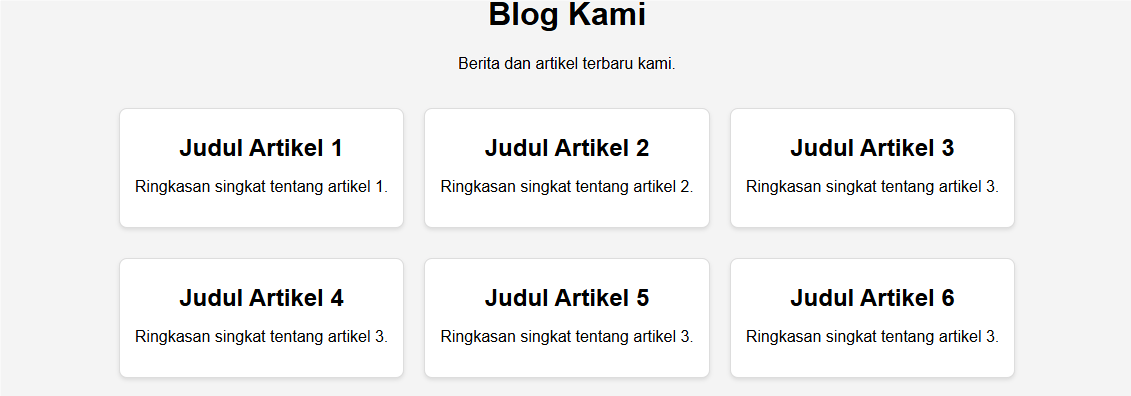 Blog Kami
Berita dan artikel terbaru kami.
Judul Artikel 1
Ringkasan singkat tentang artikel 1.
Judul Artikel 2
Ringkasan singkat tentang artikel 2.
Judul Artikel 3
Ringkasan singkat tentang artikel 3.
Judul Artikel 4
Ringkasan singkat tentang artikel 3.
Judul Artikel 5
Ringkasan singkat tentang artikel 3.
Judul Artikel 6
Ringkasan singkat tentang artikel 3.